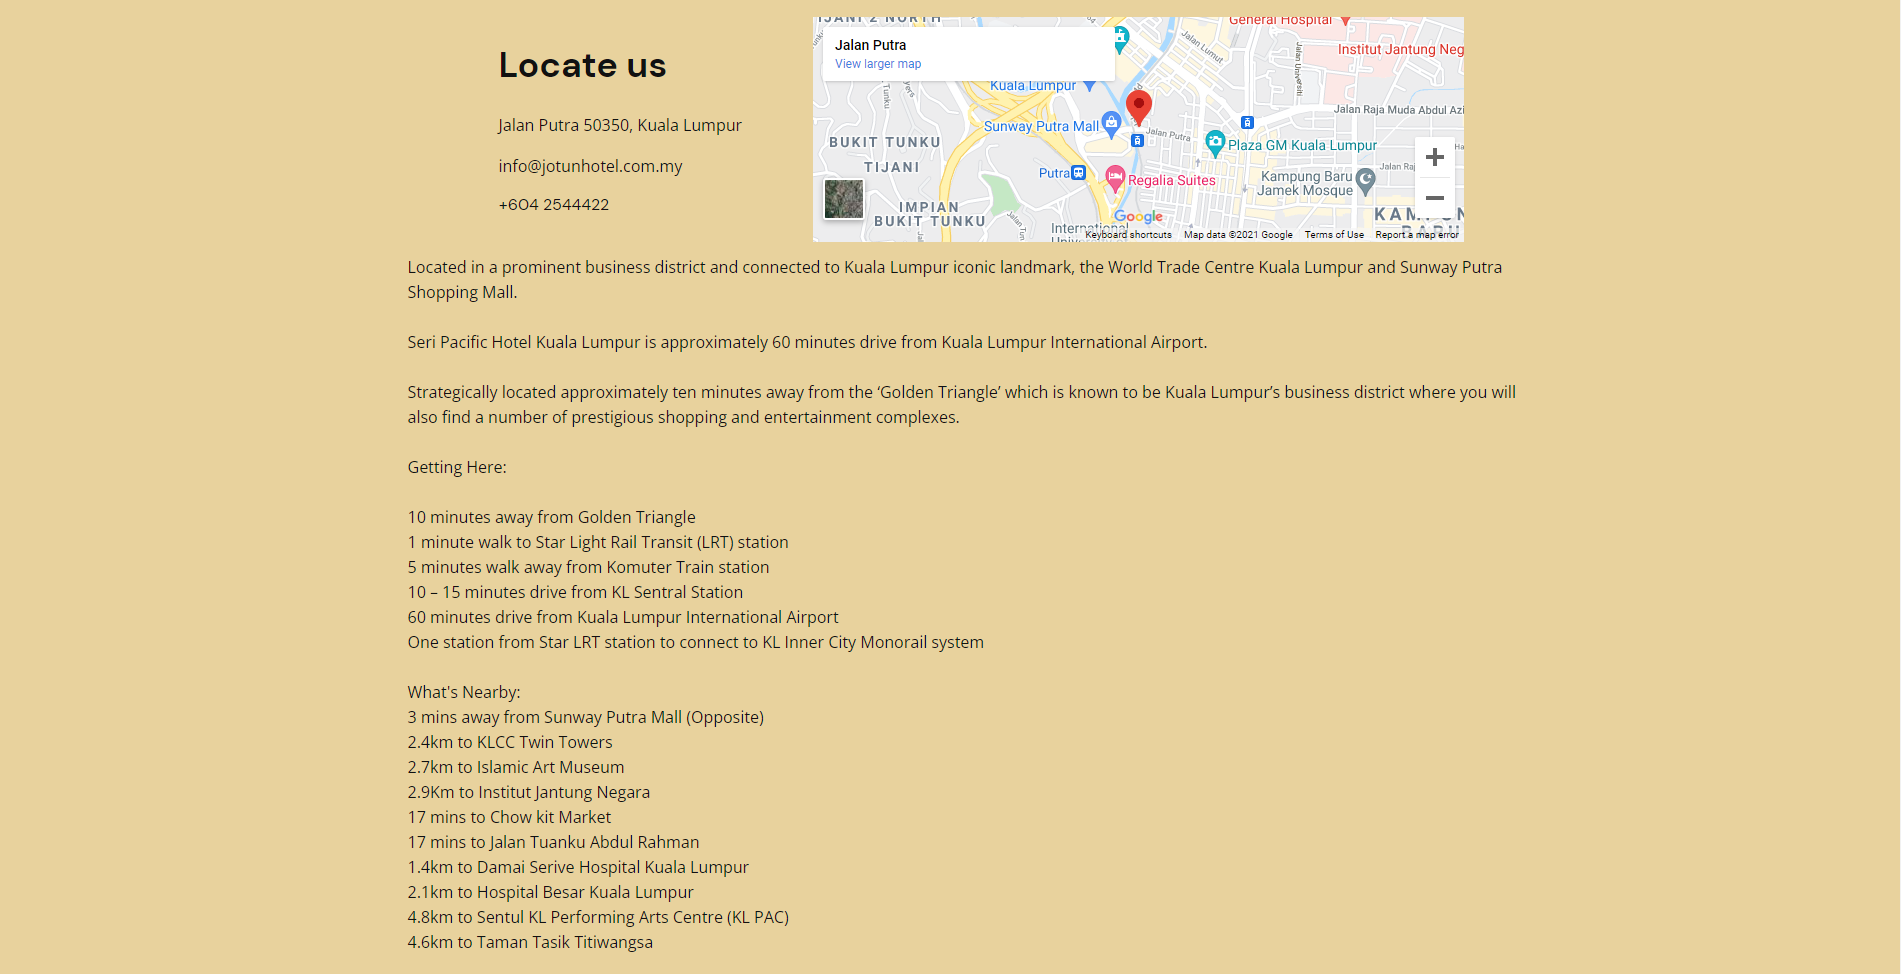 Locate us
Jalan Putra 50350, Kuala Lumpur
info@jotunhotel.com.my
+604 2544422
TIJANI 2 NORTH
General Hospital
Jalan Putra
View larger map
Jalan Lumut
Jalan Universiti
Institut Jantung Neg
Tunku
Kuala Lumpur
Jalan Raja Muda Abdul Azi
Sunway Putra Mall
Jalan Putra
BUKIT TUNKU
Plaza GM Kuala Lumpur
TIJANI
Putra
Regalia Suites
Jalan Raj
Kampung Baru
Jamek Mosque
IMPIAN
BUKIT TUNKU
Jalan Tun
Google
International
Keyboard shortcuts Map data ©2021 Google Terms of Use Report a map error
Located in a prominent business district and connected to Kuala Lumpur iconic landmark, the World Trade Centre Kuala Lumpur and Sunway Putra
Shopping Mall.
Seri Pacific Hotel Kuala Lumpur is approximately 60 minutes drive from Kuala Lumpur International Airport.
Strategically located approximately ten minutes away from the ‘Golden Triangle’ which is known to be Kuala Lumpur’s business district where you will
also find a number of prestigious shopping and entertainment complexes.
Getting Here:
10 minutes away from Golden Triangle
1 minute walk to Star Light Rail Transit (LRT) station
5 minutes walk away from Komuter Train station
10 – 15 minutes drive from KL Sentral Station
60 minutes drive from Kuala Lumpur International Airport
One station from Star LRT station to connect to KL Inner City Monorail system
What's Nearby:
3 mins away from Sunway Putra Mall (Opposite)
2.4km to KLCC Twin Towers
2.7km to Islamic Art Museum
2.9Km to Institut Jantung Negara
17 mins to Chow kit Market
17 mins to Jalan Tuanku Abdul Rahman
1.4km to Damai Serive Hospital Kuala Lumpur
2.1km to Hospital Besar Kuala Lumpur
4.8km to Sentul KL Performing Arts Centre (KL PAC)
4.6km to Taman Tasik Titiwangsa